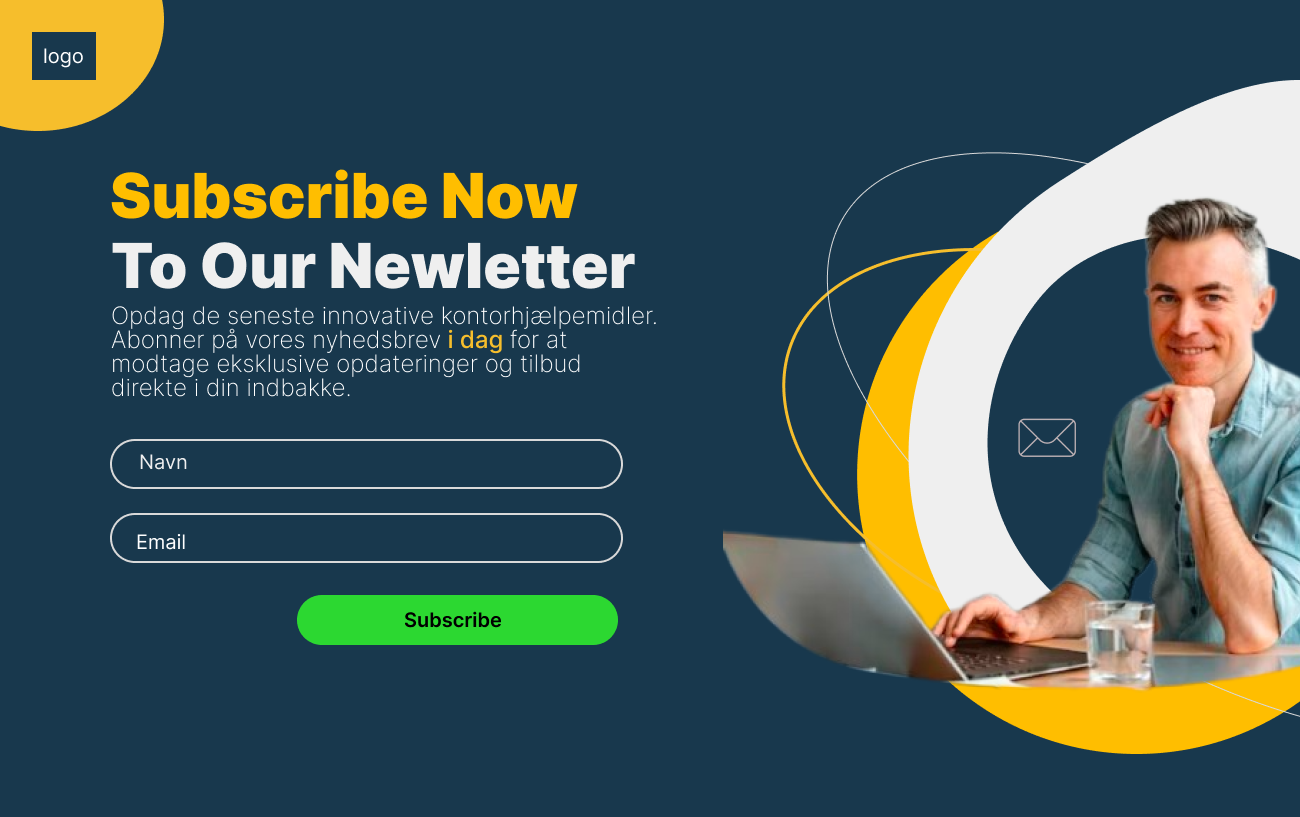 logo
Subscribe Now
To Our Newletter
Opdag de seneste innovative kontorhjælpemidler.
Abonner på vores nyhedsbrev i dag for at
modtage eksklusive opdateringer og tilbud
direkte i din indbakke.
Navn
Email
Subscribe